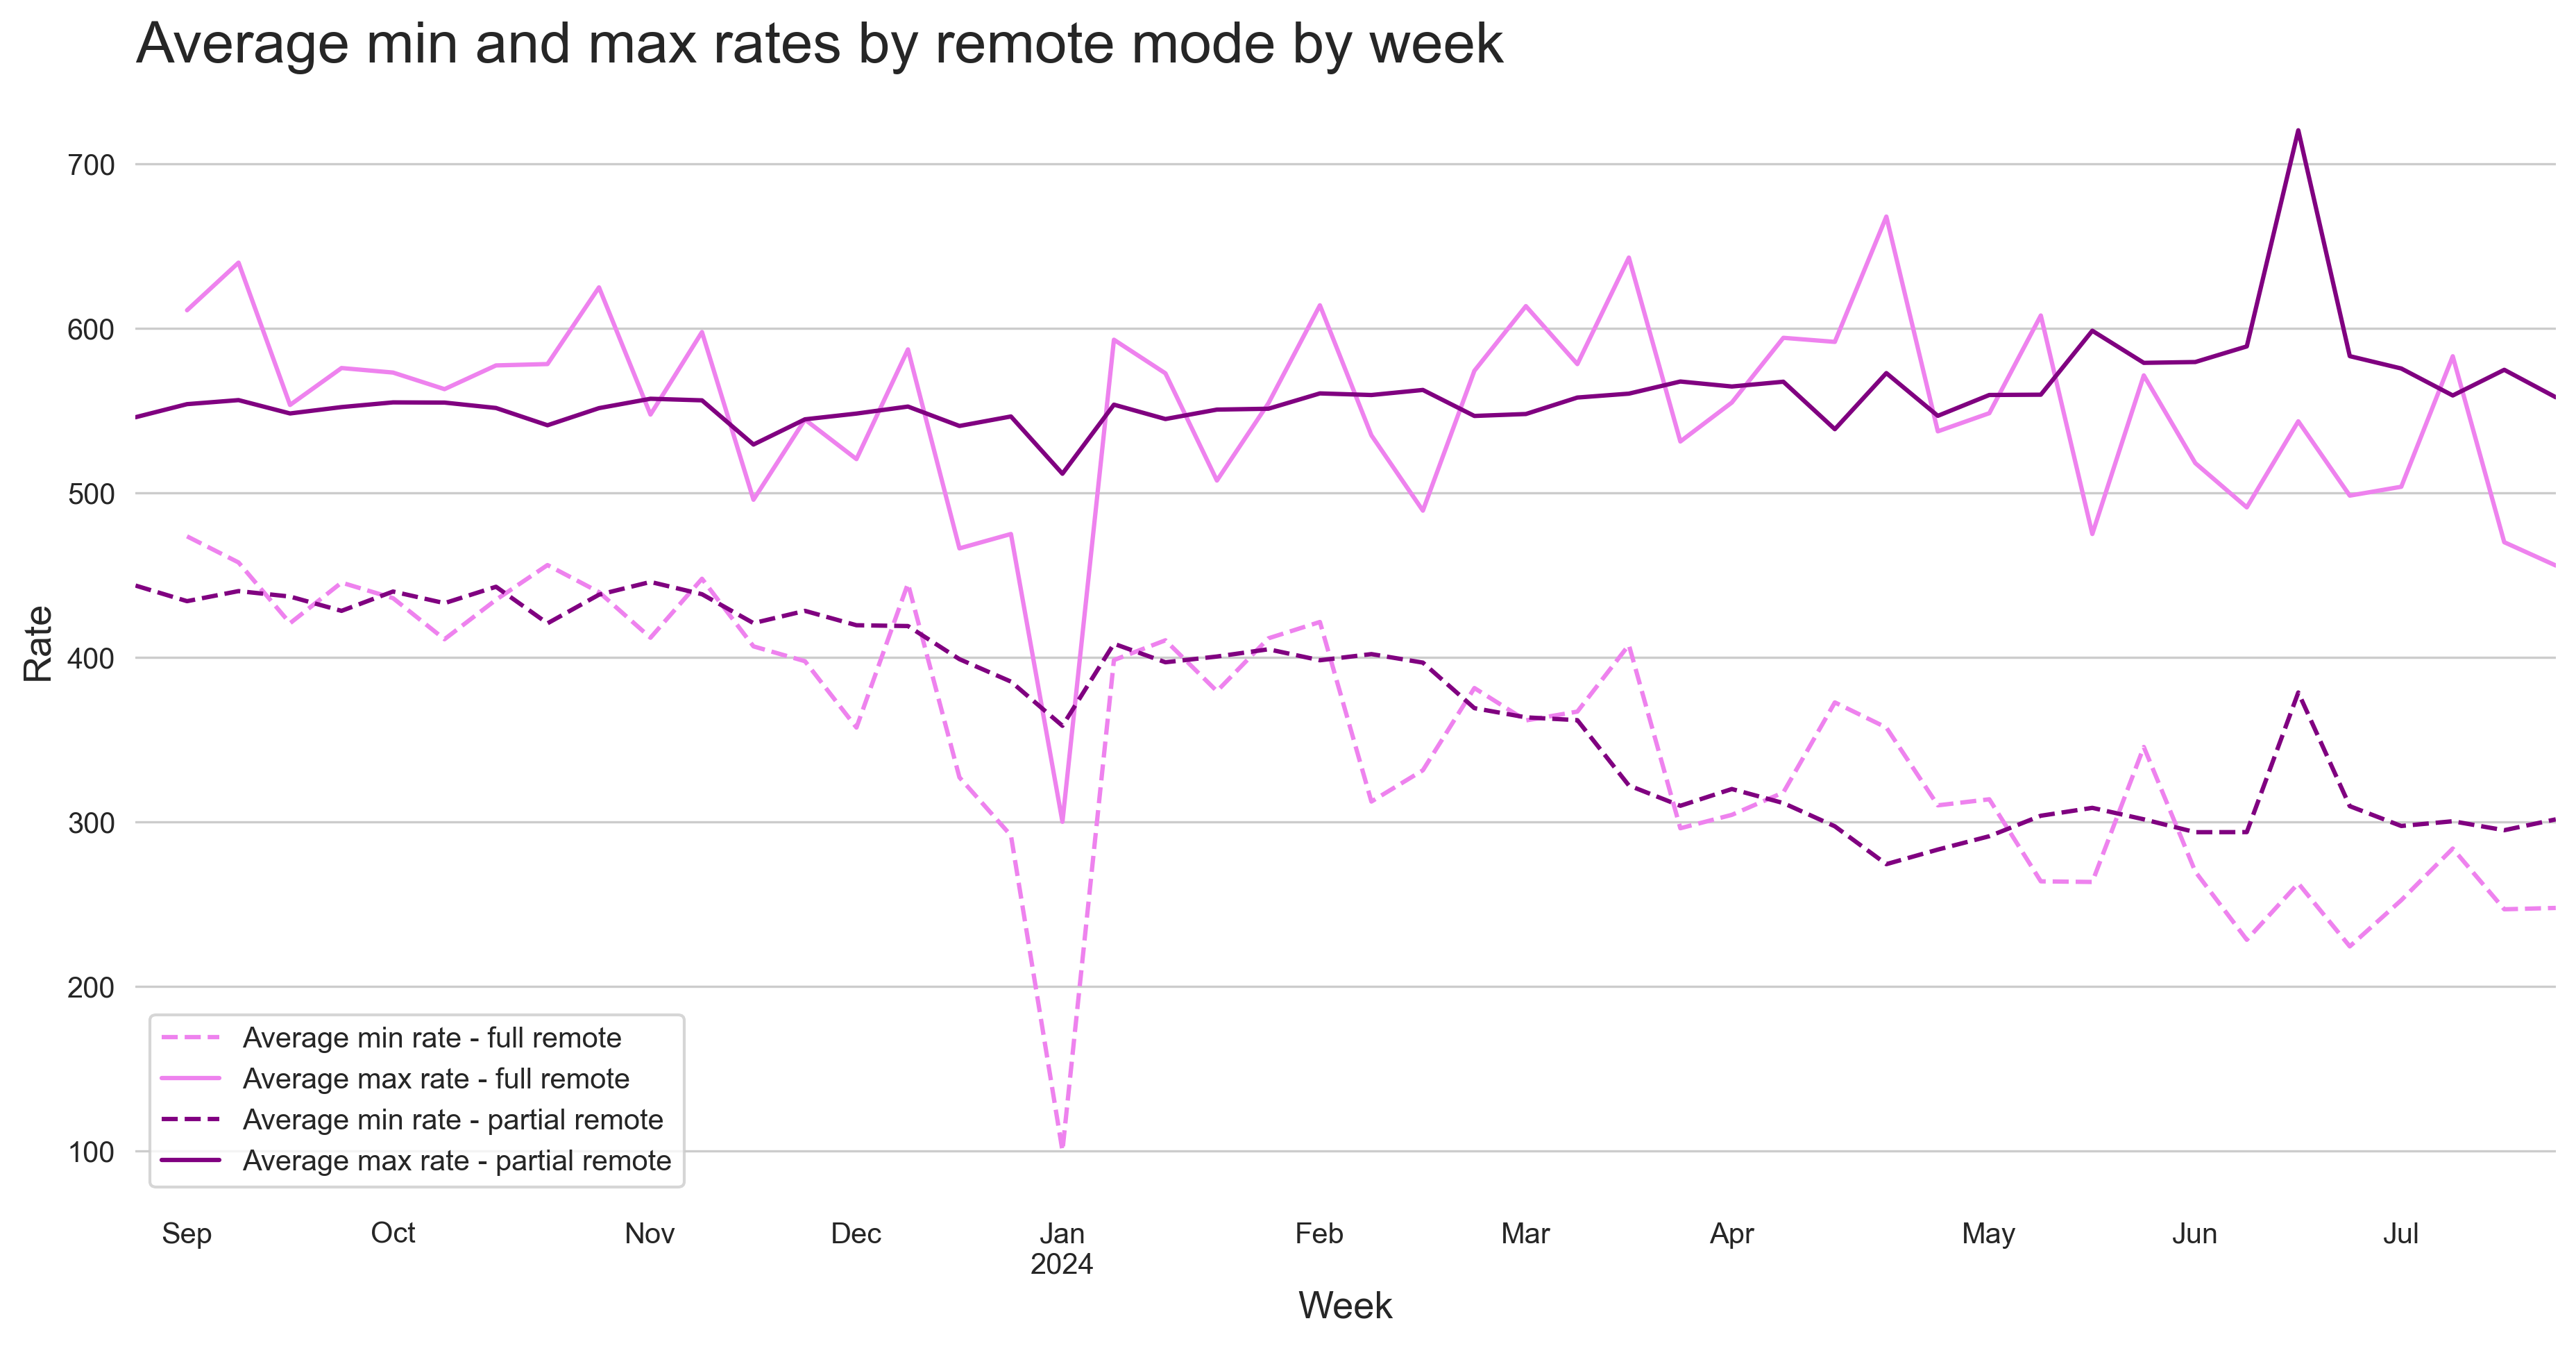 Average min and max rates by remote mode by week
700
600
500
400
300
200
100
Rate
Average min rate - full remote
Average max rate - full remote
Average min rate - partial remote
Average max rate - partial remote
Sep Oct Nov Dec Jan Feb Mar Apr May Jun Jul
2024
Week